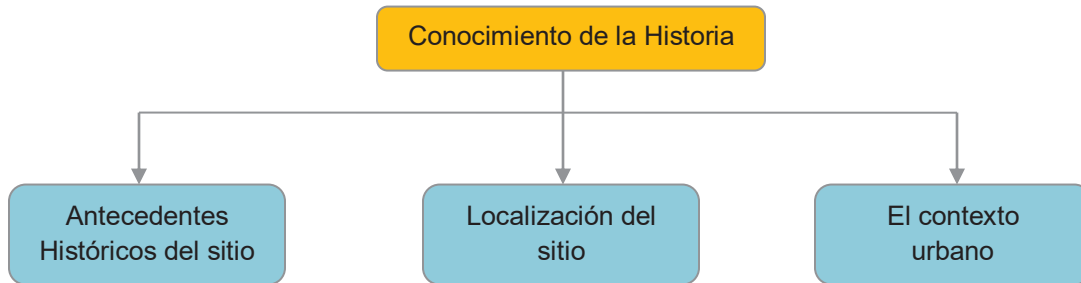 Conocimiento de la Historia
Antecedentes
Históricos del sitio
Localización del
sitio
El contexto
urbano